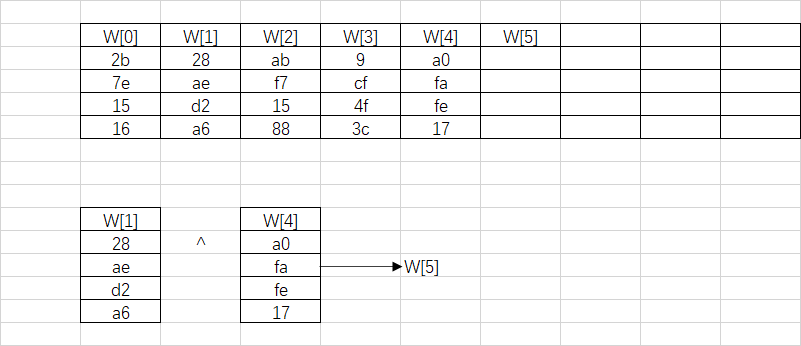 W[0] W[1] W[2] W[3] W[4] W[5]
2b 28 ab 9 a0
7e ae f7 cf fa
15 d2 15 4f fe
16 a6 88 3c 17
W[1] W[4]
28 ^ a0
ae fa W[5]
d2 fe
a6 17